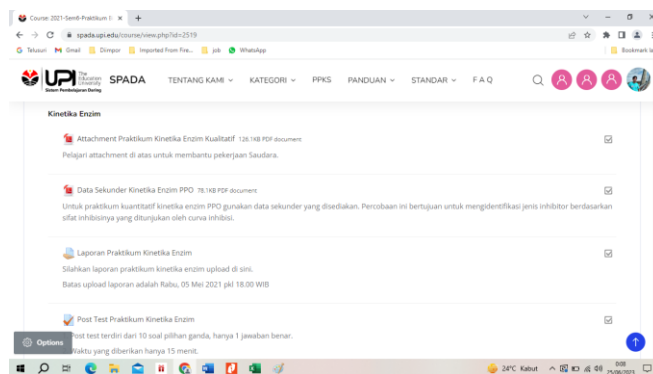 Course: 2021-Sem6-Praktikum
spada.upi.edu/course/view.php?id=2519
Telusuri
Gmail
Diimpor
Imported From Fire...
job
WhatsApp
Bookmark la
UPI
SPADA
TENTANG KAMI
KATEGORI
PPKS
PANDUAN
STANDAR
F A Q
Sistem Pembelajaran Daring
Kinetika Enzim
Attachment Praktikum Kinetika Enzim Kualitatif 126.1KB PDF document
Pelajari attachment di atas untuk membantu pekerjaan Saudara.
Data Sekunder Kinetika Enzim PPO 78.1KB PDF document
Untuk praktikum kuantitatif kinetika enzim PPO gunakan data sekunder yang disediakan. Percobaan ini bertujuan untuk mengidentifikasi jenis inhibitor berdasarkan
sifat inhibisinya yang ditunjukan oleh curva inhibisi.
Laporan Praktikum Kinetika Enzim
Silahkan laporan praktikum kinetika enzim upload di sini.
Batas upload laporan adalah Rabu, 05 Mei 2021 pkl 18.00 WIB
Post Test Praktikum Kinetika Enzim
Post test terdiri dari 10 soal pilihan ganda, hanya 1 jawaban benar.
Options
Waktu yang diberikan hanya 15 menit.
24°C Kabut
0:08
25/06/2023